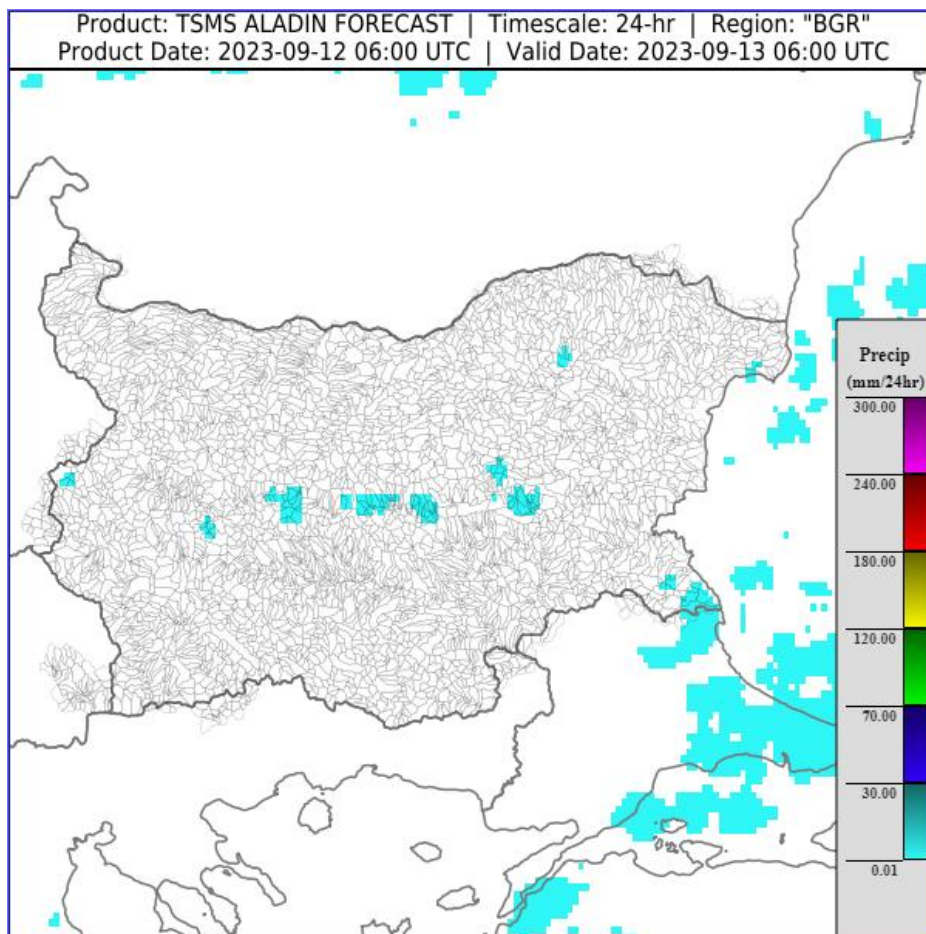 Product: TSMS ALADIN FORECAST | Timescale: 24-hr | Region: "BGR"
Product Date: 2023-09-12 06:00 UTC | Valid Date: 2023-09-13 06:00 UTC
Precip
(mm/24hr)
300.00
240.00
180.00
120.00
70.00
30.00
0.01